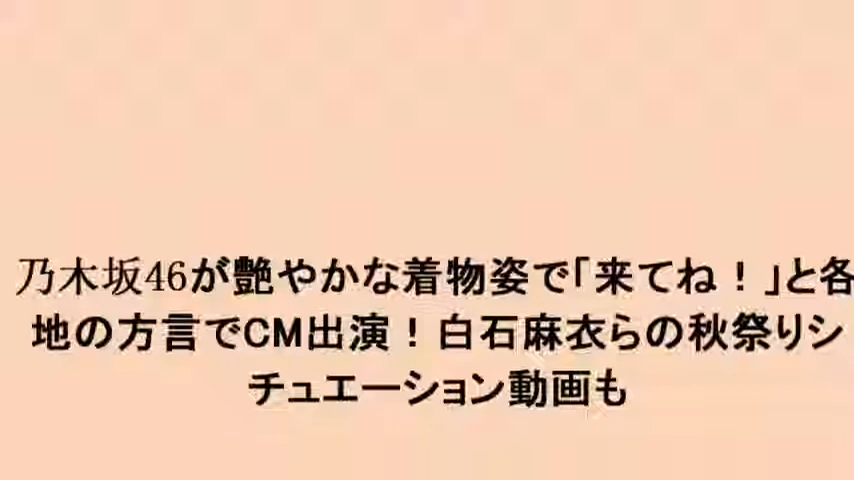 乃木坂46が艶やかな着物姿で「来てね！」と各
地の方言でCM出演！白石麻衣らの秋祭りシ
チュエーション動画も